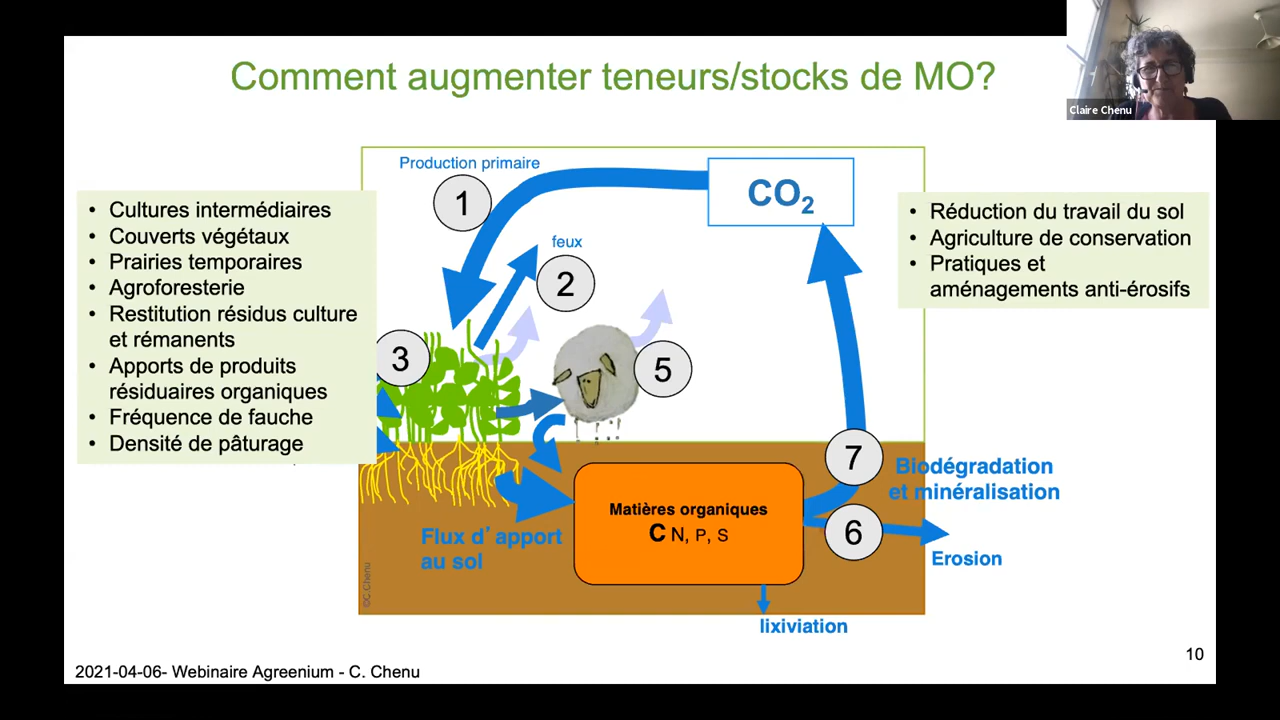 Comment augmenter teneurs/stocks de MO?
Claire Chenu
• Cultures intermédiaires
• Couverts végétaux
• Prairies temporaires
• Agroforesterie
• Restitution résidus culture
et rémanents
• Apports de produits
résiduaires organiques
• Fréquence de fauche
• Densité de pâturage
Production primaire
1
CO2
feux
2
3
5
7
6
• Réduction du travail du sol
• Agriculture de conservation
• Pratiques et
aménagements anti-érosifs
Biodégradation
et minéralisation
Matières organiques
C N, P, S
Flux d' apport
au sol
Erosion
lixiviation
©C.Chenu
10
2021-04-06- Webinaire Agreenium - C. Chenu